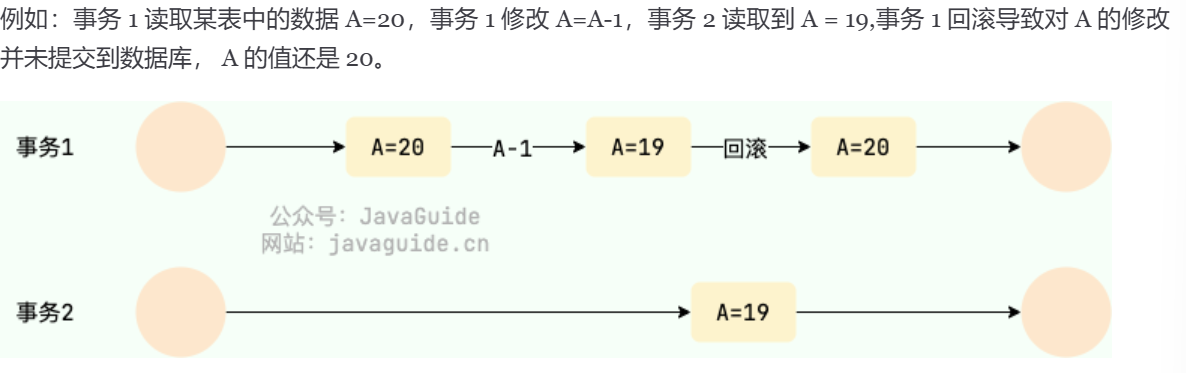 例如：事务 1 读取某表中的数据 A=20，事务 1 修改 A=A-1，事务 2 读取到 A = 19,事务 1 回滚导致对 A 的修改
并未提交到数据库， A 的值还是 20。
事务1 A=20 A-1 A=19 回滚 A=20
公众号：JavaGuide
网站：javaguide.cn
事务2 A=19